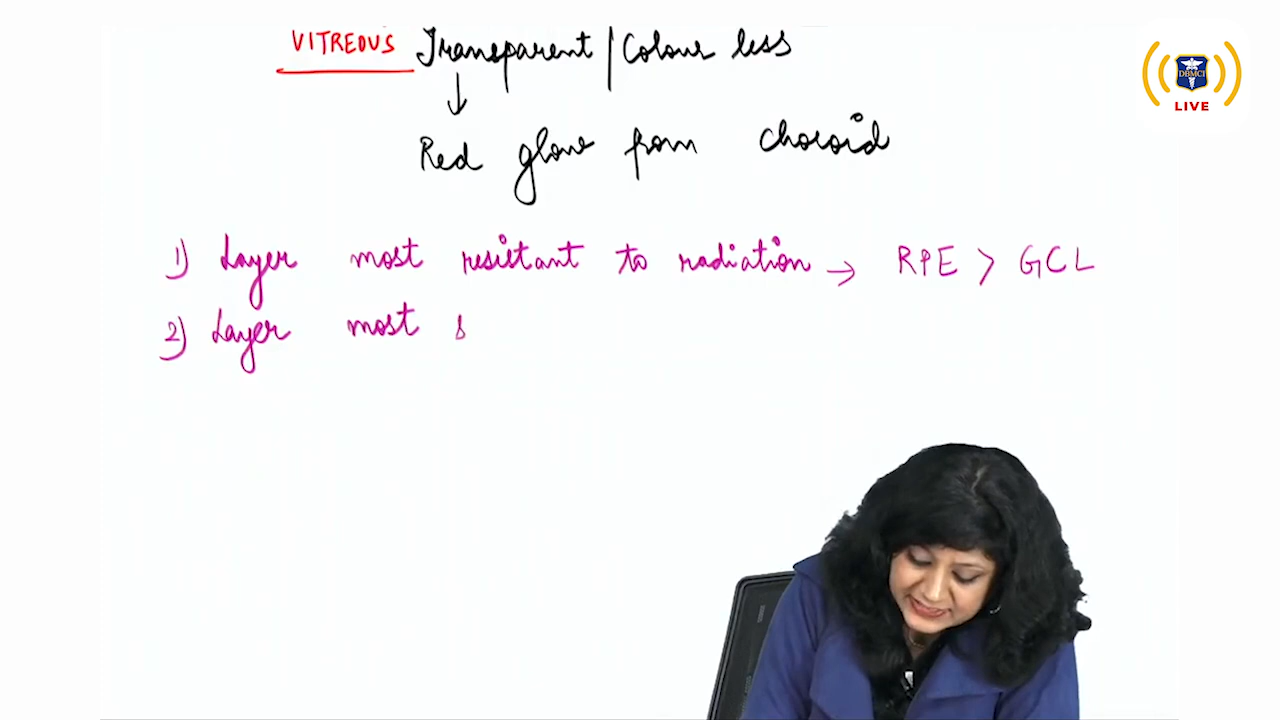 VITREOUS Transparent/Colour less
↓
Red glow from choroid
1) Layer most resistant to radiation → RPE > GCL
2) Layer most s
DBMCI
LIVE